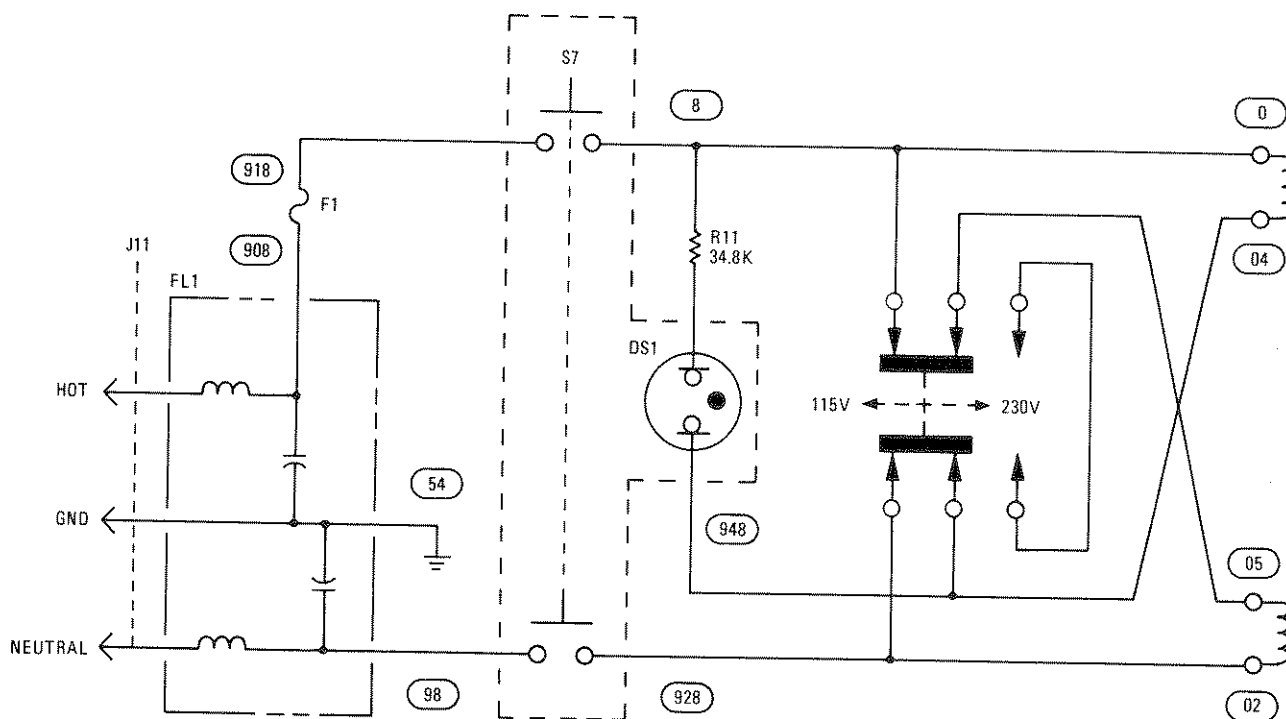 S7
8
0
918
F1
R11
34.8K
J11
908
04
FL1
DS1
HOT
115V
230V
54
GND
948
05
NEUTRAL
98
928
02